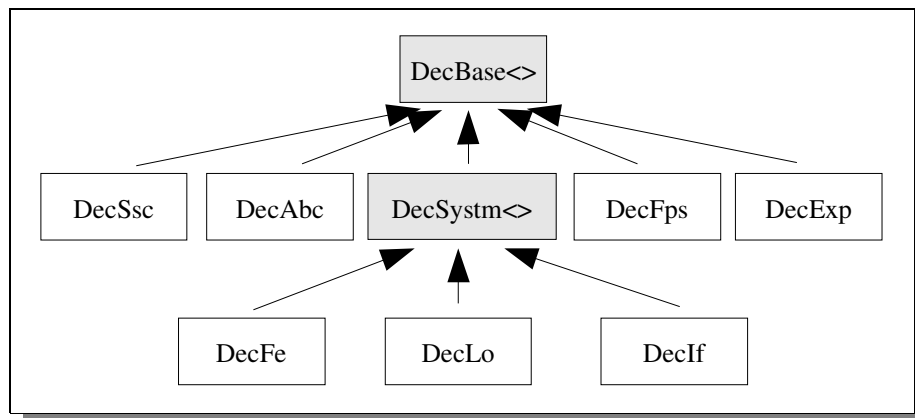 DecBase<>
DecSsc
DecAbc
DecSystm<>
DecFps
DecExp
DecFe
DecLo
DecIf